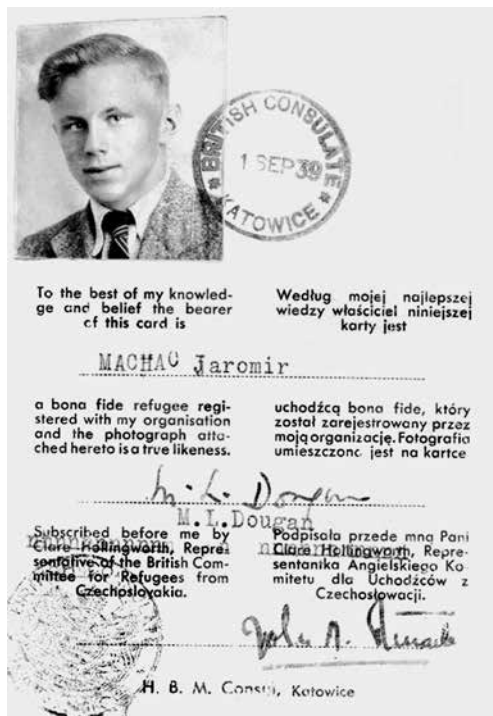 BRITISH CONSULATE
1 SEP 39
KATOWICE
To the best of my knowled-
ge and belief the bearer
of this card is
Według mojej najlepszej
wiedzy właściciel niniejszej
karty jest
MACHAC Jaromir
a bona fide refugee regi-
stered with my organisation
and the photograph atta-
ched hereto is a true likeness.
uchodźcą bona fide, który
został zarejestrowany przez
moją organizację. Fotografia
umieszczona jest na kartce
M. L. Dougan
M.L.Dougan
Subscribed before me by
Clare Hollingworth, Repre-
sentative of the British Com-
mittee for Refugees from
Czechoslovakia.
Podpisała przede mną Pani
Clare Hollingworth, Repre-
sentantka Angielskiego Ko
mitetu dla Uchodźców z
Czechosłowacji.
John A.
H. B. M. Consul, Katowice